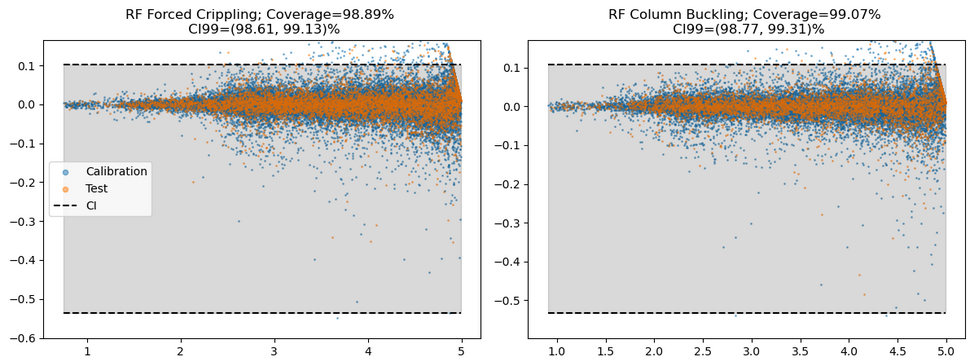 RF Forced Crippling; Coverage=98.89%
CI99=(98.61, 99.13)%
0.1
0.0
−0.1
−0.2
−0.3
−0.4
−0.5
−0.6
Calibration
Test
CI
1 2 3 4 5
RF Column Buckling; Coverage=99.07%
CI99=(98.77, 99.31)%
0.1
0.0
−0.1
−0.2
−0.3
−0.4
−0.5
1.0 1.5 2.0 2.5 3.0 3.5 4.0 4.5 5.0